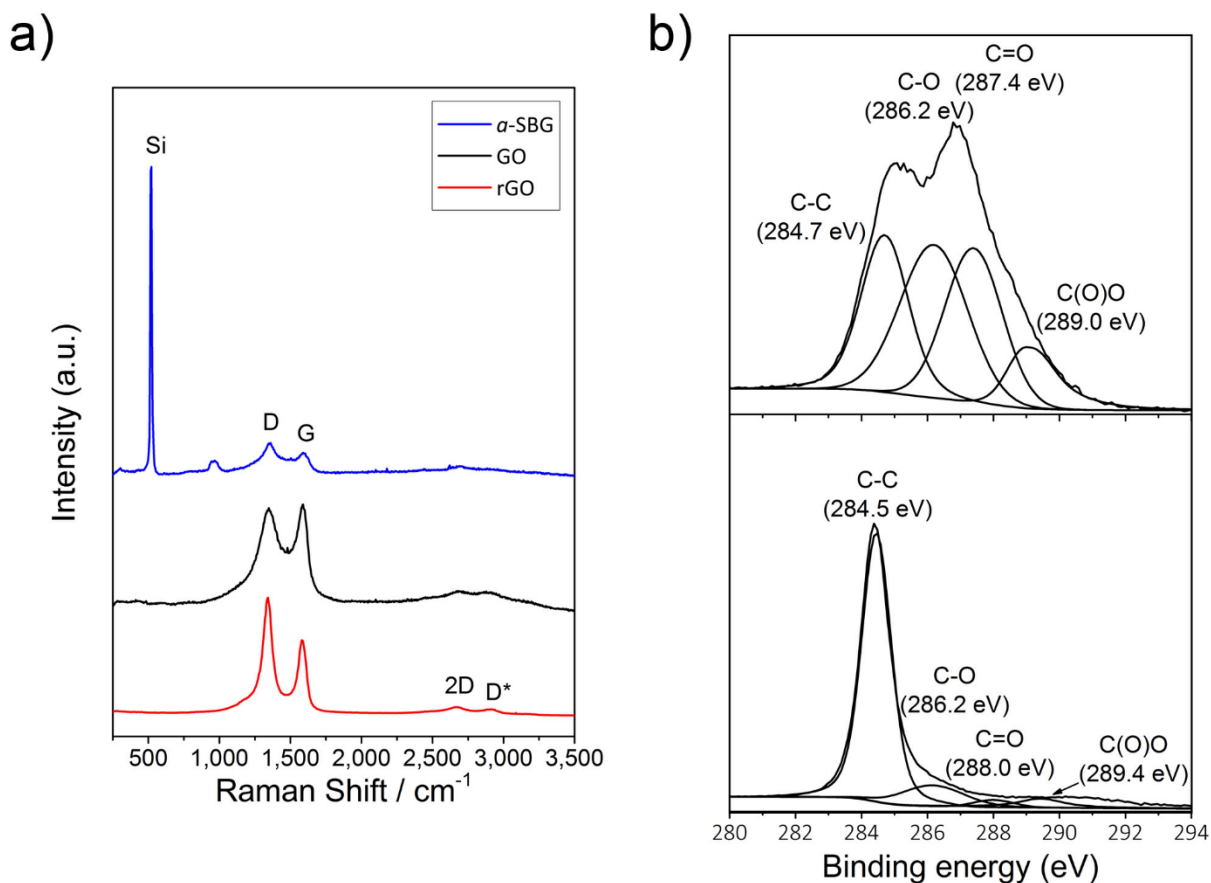 a)
Si
α-SBG
GO
rGO
D
G
2D
D*
Intensity (a.u.)
500 1,000 1,500 2,000 2,500 3,000 3,500
Raman Shift / cm⁻¹
b)
C=O
(287.4 eV)
C-O
(286.2 eV)
C-C
(284.7 eV)
C(O)O
(289.0 eV)
C-C
(284.5 eV)
C-O
(286.2 eV)
C=O
(288.0 eV)
C(O)O
(289.4 eV)
280 282 284 286 288 290 292 294
Binding energy (eV)